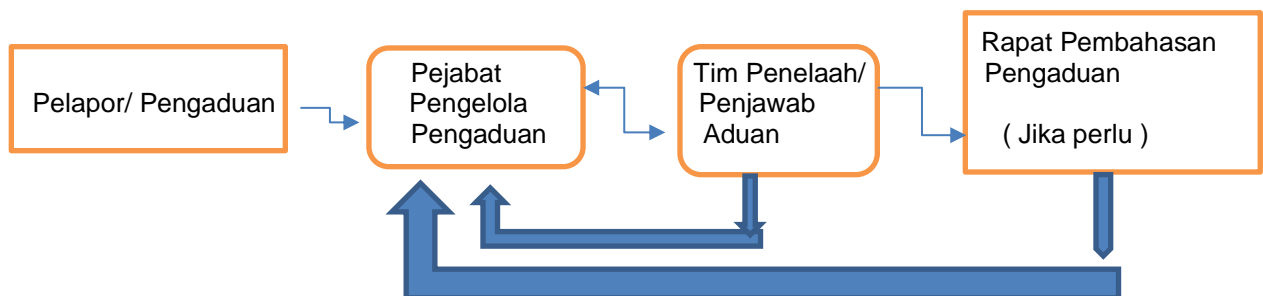 Pelapor/ Pengaduan
Pejabat
Pengelola
Pengaduan
Tim Penelaah/
Penjawab
Aduan
Rapat Pembahasan
Pengaduan
( Jika perlu )